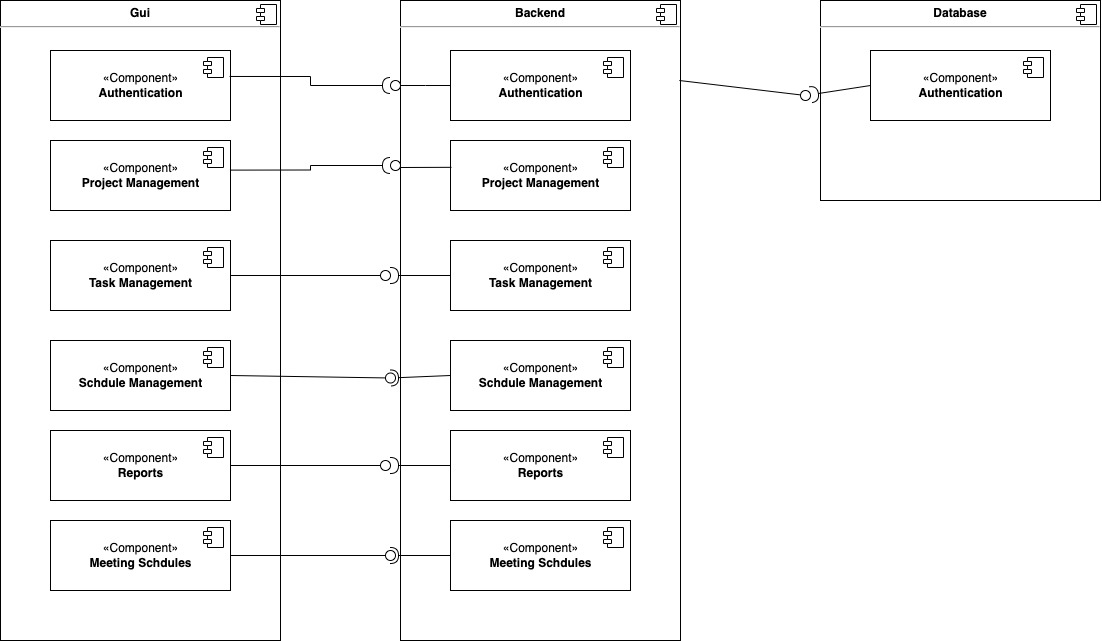 Gui
«Component»
Authentication
«Component»
Project Management
«Component»
Task Management
«Component»
Schdule Management
«Component»
Reports
«Component»
Meeting Schdules
Backend
«Component»
Authentication
«Component»
Project Management
«Component»
Task Management
«Component»
Schdule Management
«Component»
Reports
«Component»
Meeting Schdules
Database
«Component»
Authentication